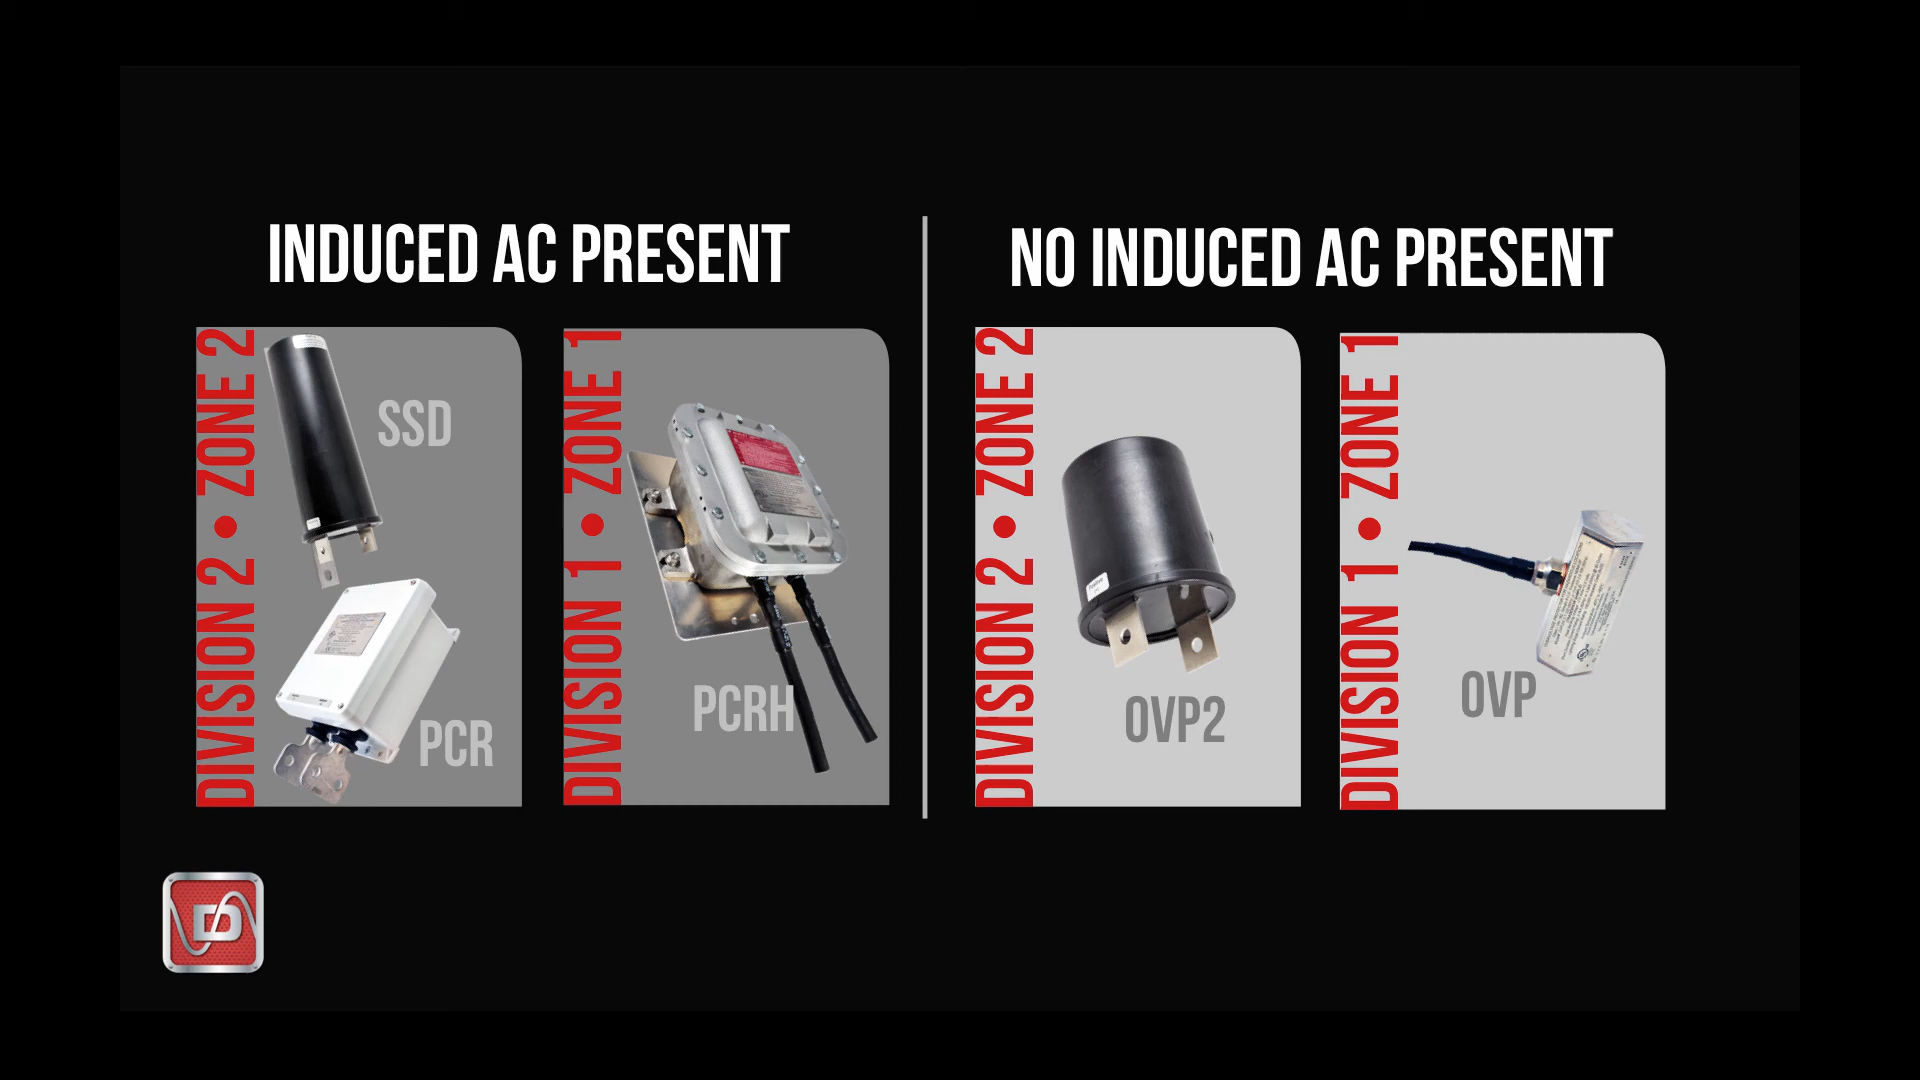 INDUCED AC PRESENT
DIVISION 2 • ZONE 2
SSD
PCR
DIVISION 1 • ZONE 1
PCRH
NO INDUCED AC PRESENT
DIVISION 2 • ZONE 2
OVP2
DIVISION 1 • ZONE 1
OVP
D